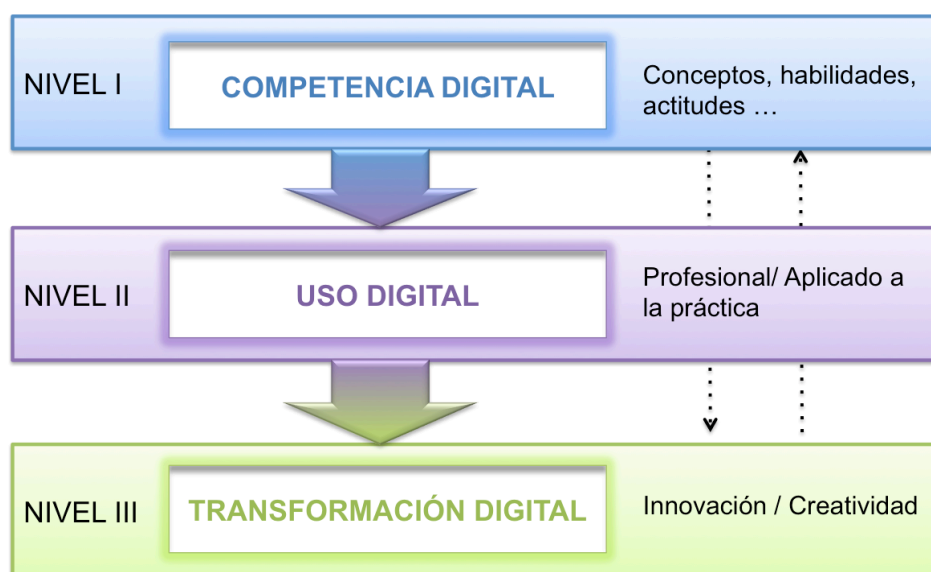 NIVEL I
COMPETENCIA DIGITAL
Conceptos, habilidades,
actitudes ...
NIVEL II
USO DIGITAL
Profesional/ Aplicado a
la práctica
NIVEL III
TRANSFORMACIÓN DIGITAL
Innovación / Creatividad